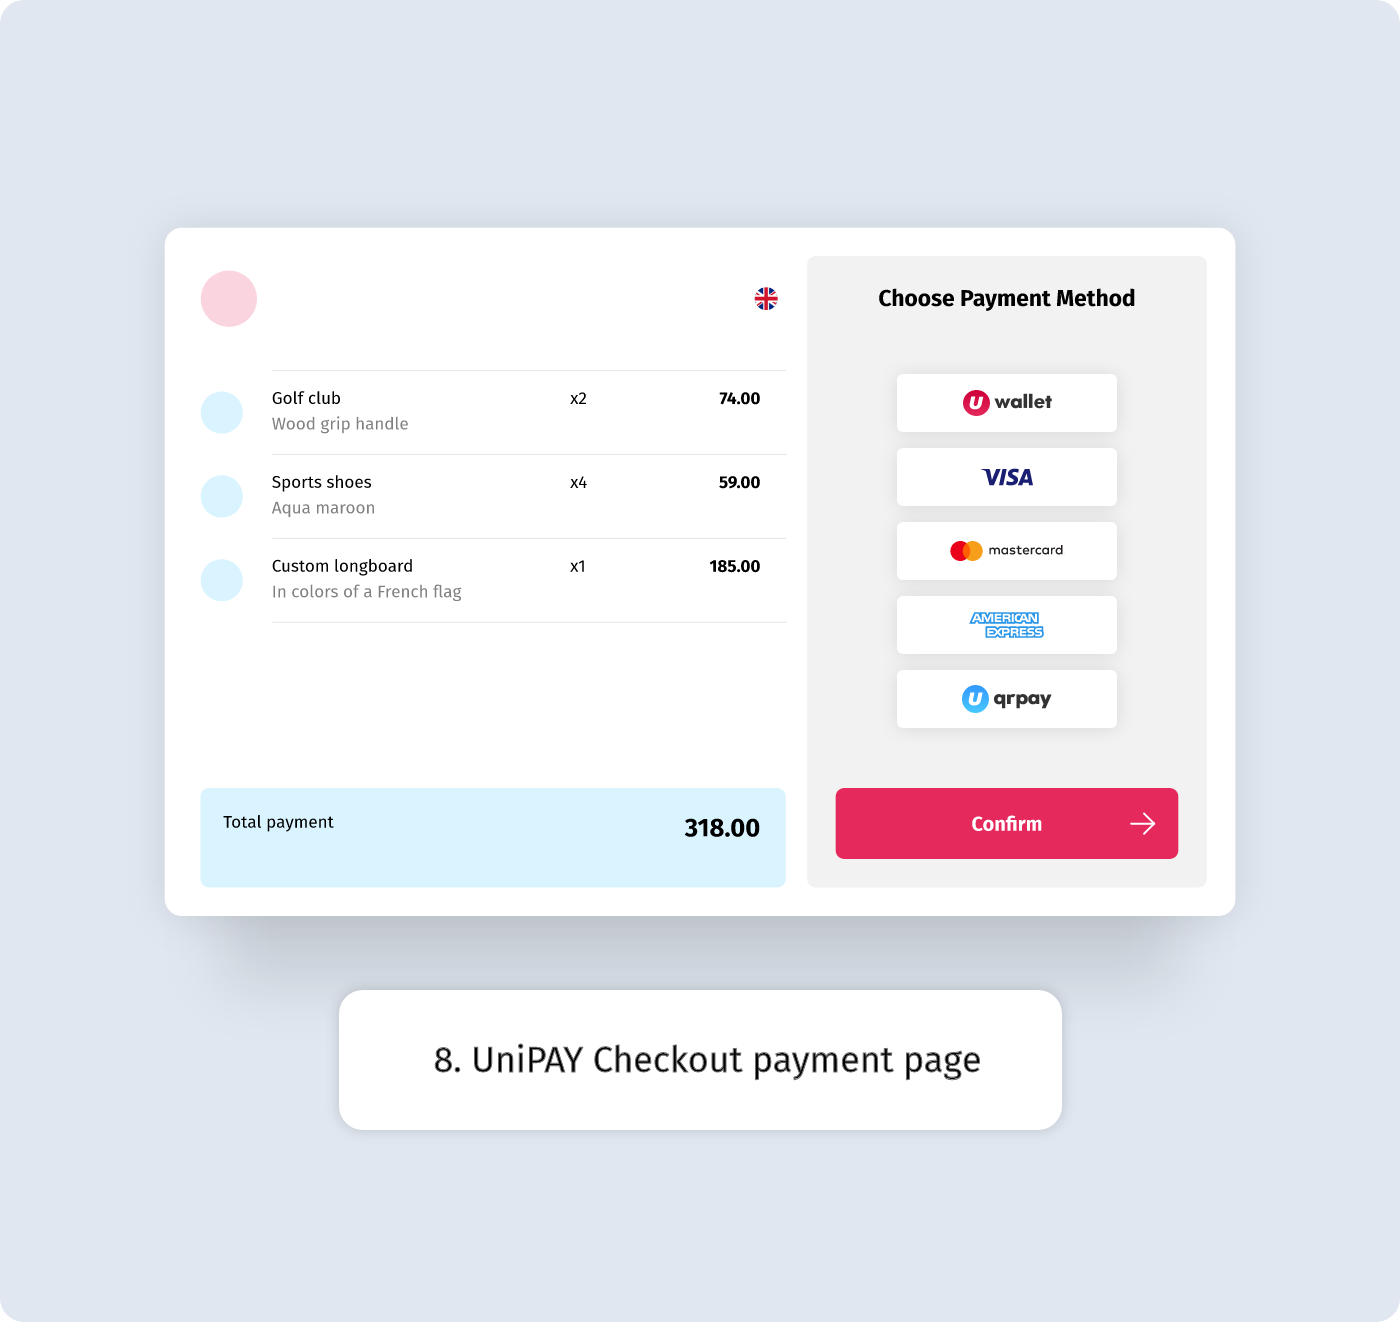 Choose Payment Method
Golf club x2 74.00
Wood grip handle
Sports shoes x4 59.00
Aqua maroon
Custom longboard x1 185.00
In colors of a French flag
Total payment 318.00
U wallet
VISA
mastercard
AMERICAN
EXPRESS
U qrpay
Confirm
8. UniPAY Checkout payment page